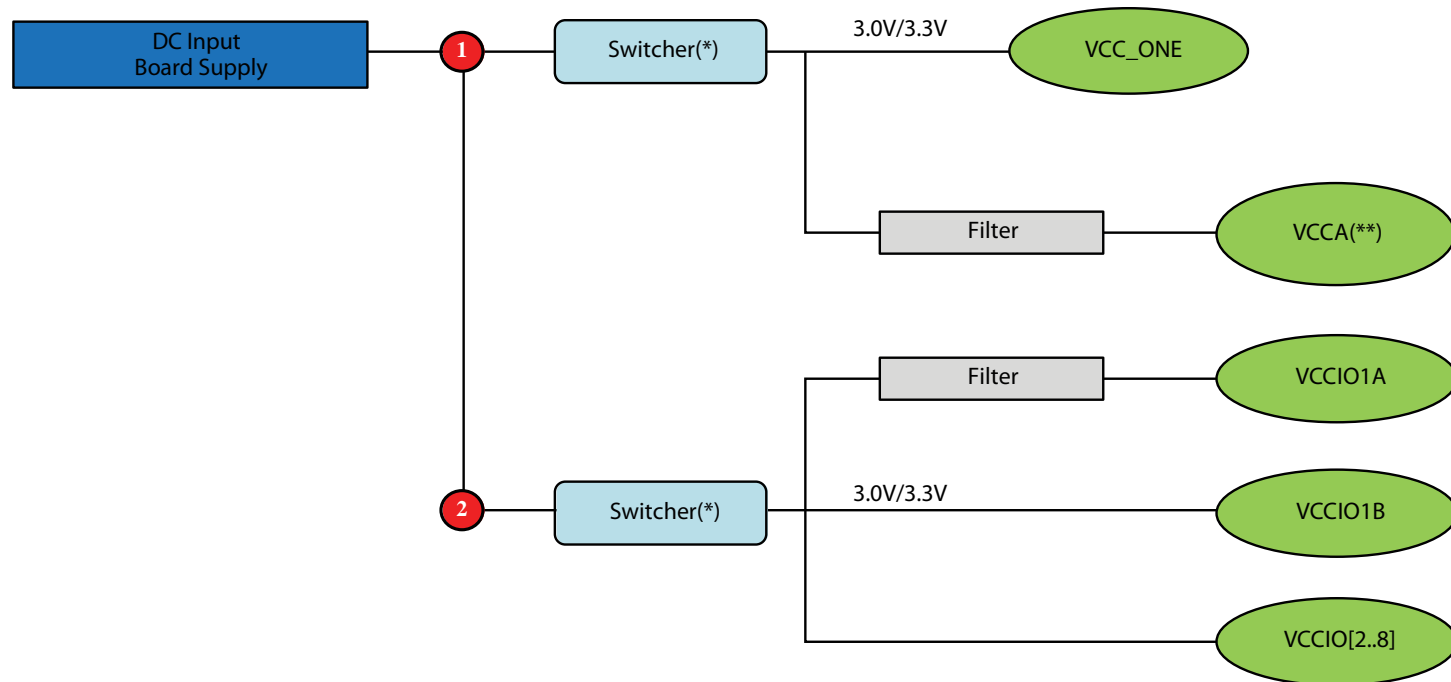 DC Input
Board Supply
1
Switcher(*)
3.0V/3.3V
VCC_ONE
Filter
VCCA(**)
Filter
VCCIO1A
2
Switcher(*)
3.0V/3.3V
VCCIO1B
VCCIO[2..8]